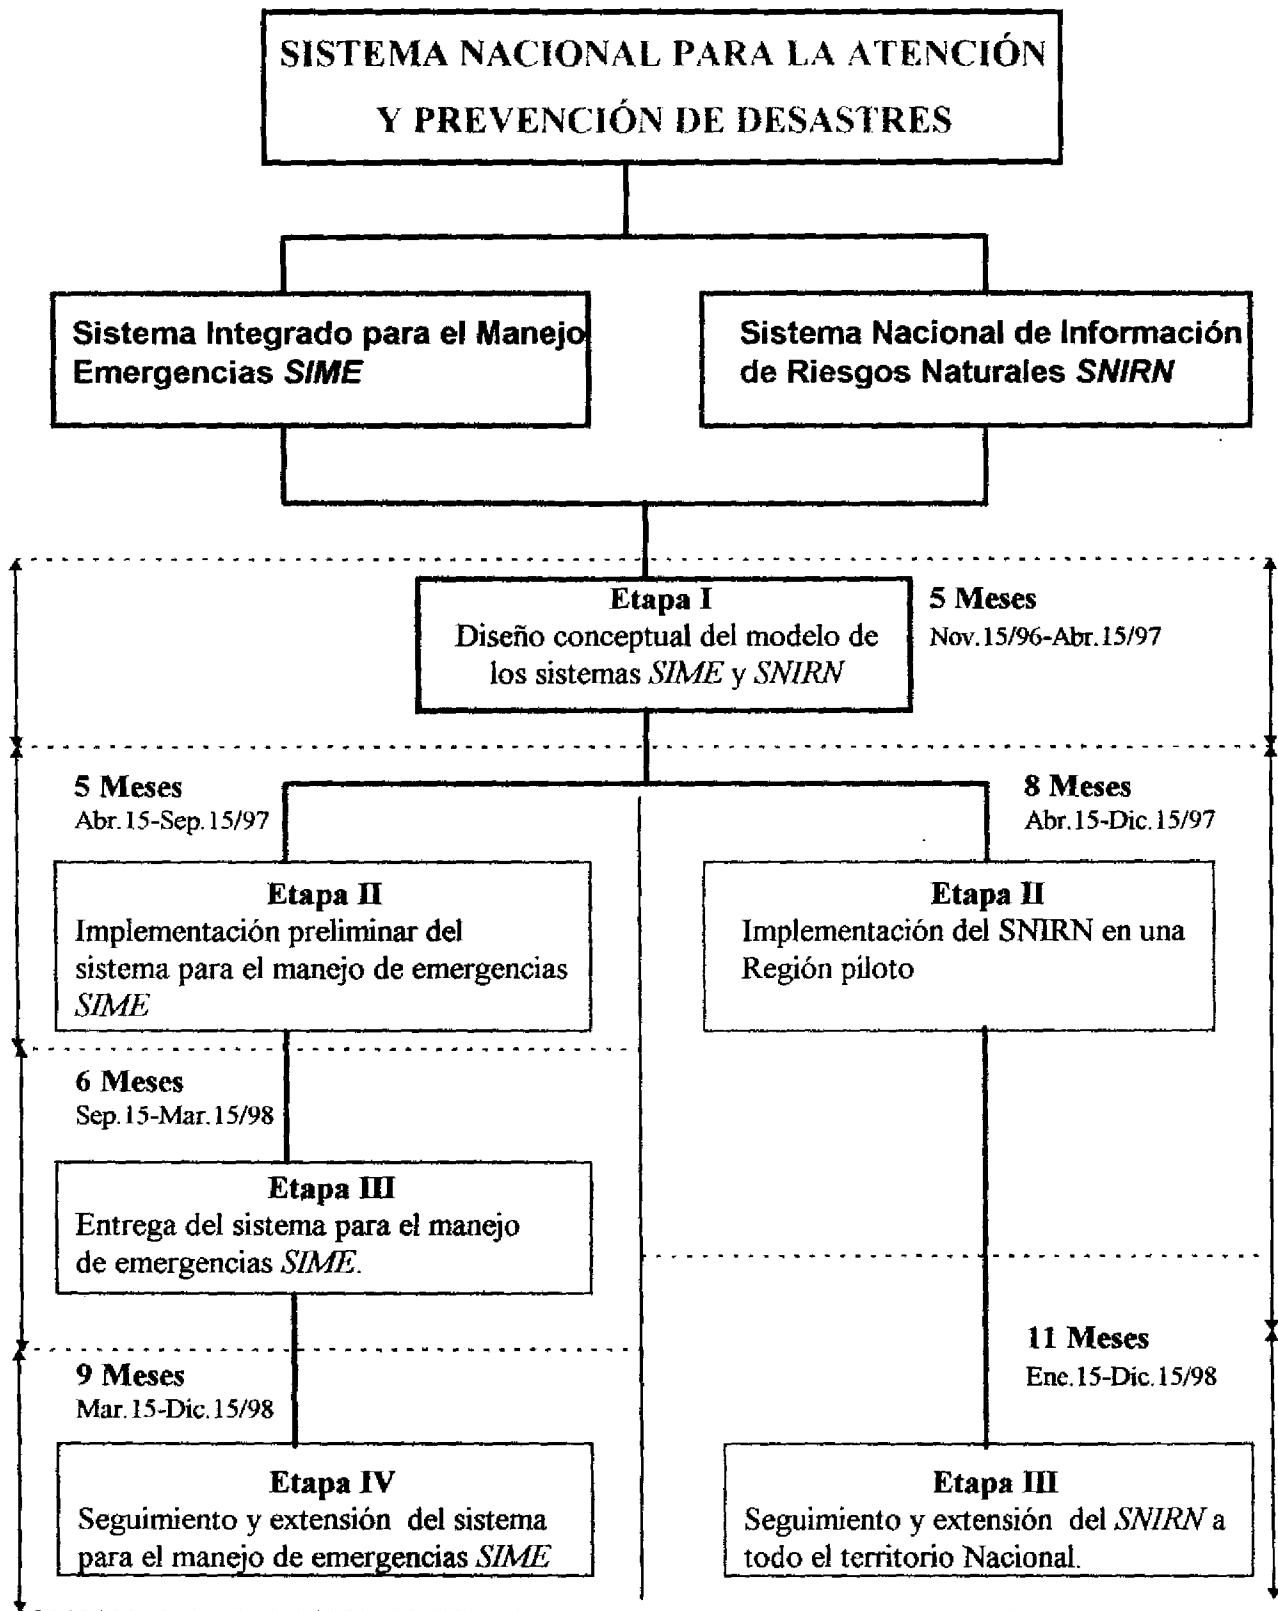 SISTEMA NACIONAL PARA LA ATENCIÓN
Y PREVENCIÓN DE DESASTRES
Sistema Integrado para el Manejo
Emergencias SIME
Sistema Nacional de Información
de Riesgos Naturales SNIRN
Etapa I
Diseño conceptual del modelo de
los sistemas SIME y SNIRN
5 Meses
Nov.15/96-Abr.15/97
5 Meses
Abr.15-Sep.15/97
8 Meses
Abr.15-Dic.15/97
Etapa II
Implementación preliminar del
sistema para el manejo de emergencias
SIME
Etapa II
Implementación del SNIRN en una
Región piloto
6 Meses
Sep.15-Mar.15/98
Etapa III
Entrega del sistema para el manejo
de emergencias SIME.
9 Meses
Mar.15-Dic.15/98
11 Meses
Ene.15-Dic.15/98
Etapa IV
Seguimiento y extensión del sistema
para el manejo de emergencias SIME
Etapa III
Seguimiento y extensión del SNIRN a
todo el territorio Nacional.